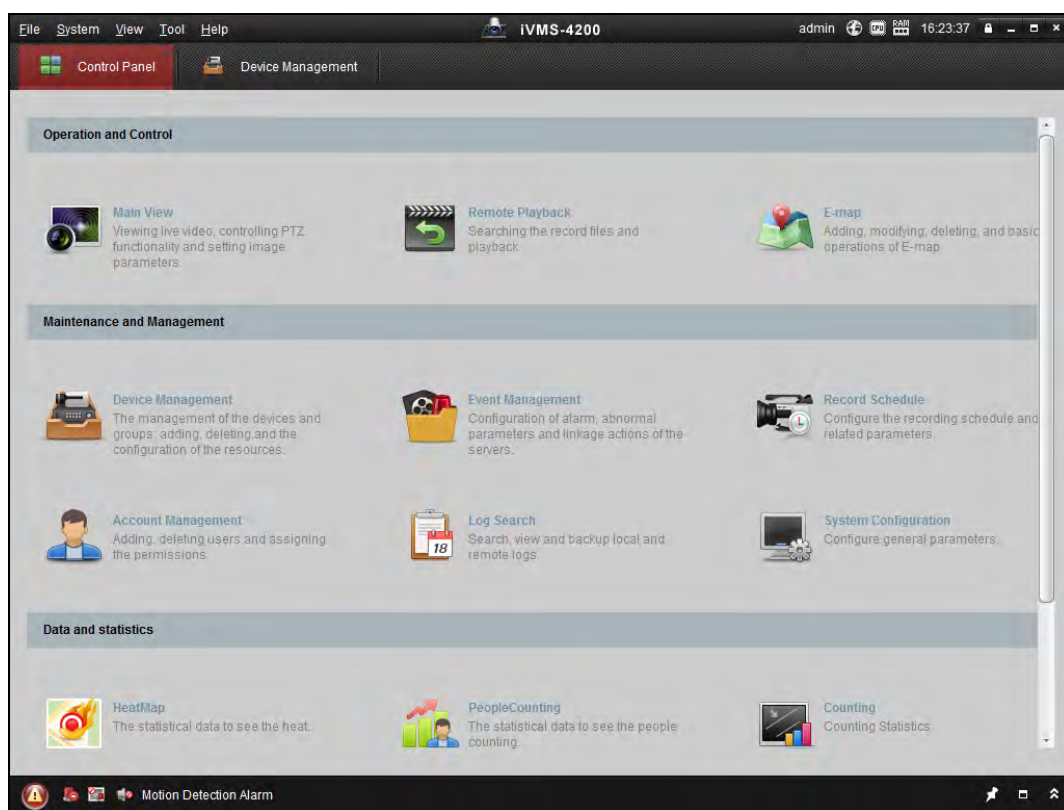 File System View Tool Help iVMS-4200 admin CPU RAM 16:23:37
Control Panel Device Management
Operation and Control
Main View
Viewing live video, controlling PTZ
functionality and setting image
parameters.
Remote Playback
Searching the record files and
playback.
E-map
Adding, modifying, deleting, and basic
operations of E-map.
Maintenance and Management
Device Management
The management of the devices and
groups: adding, deleting,and the
configuration of the resources.
Event Management
Configuration of alarm, abnormal
parameters and linkage actions of the
servers.
Record Schedule
Configure the recording schedule and
related parameters.
Account Management
Adding, deleting users and assigning
the permissions.
Log Search
Search, view and backup local and
remote logs.
18
System Configuration
Configure general parameters.
Data and statistics
HeatMap
The statistical data to see the heat.
PeopleCounting
The statistical data to see the people
counting.
Counting
Counting Statistics.
Motion Detection Alarm